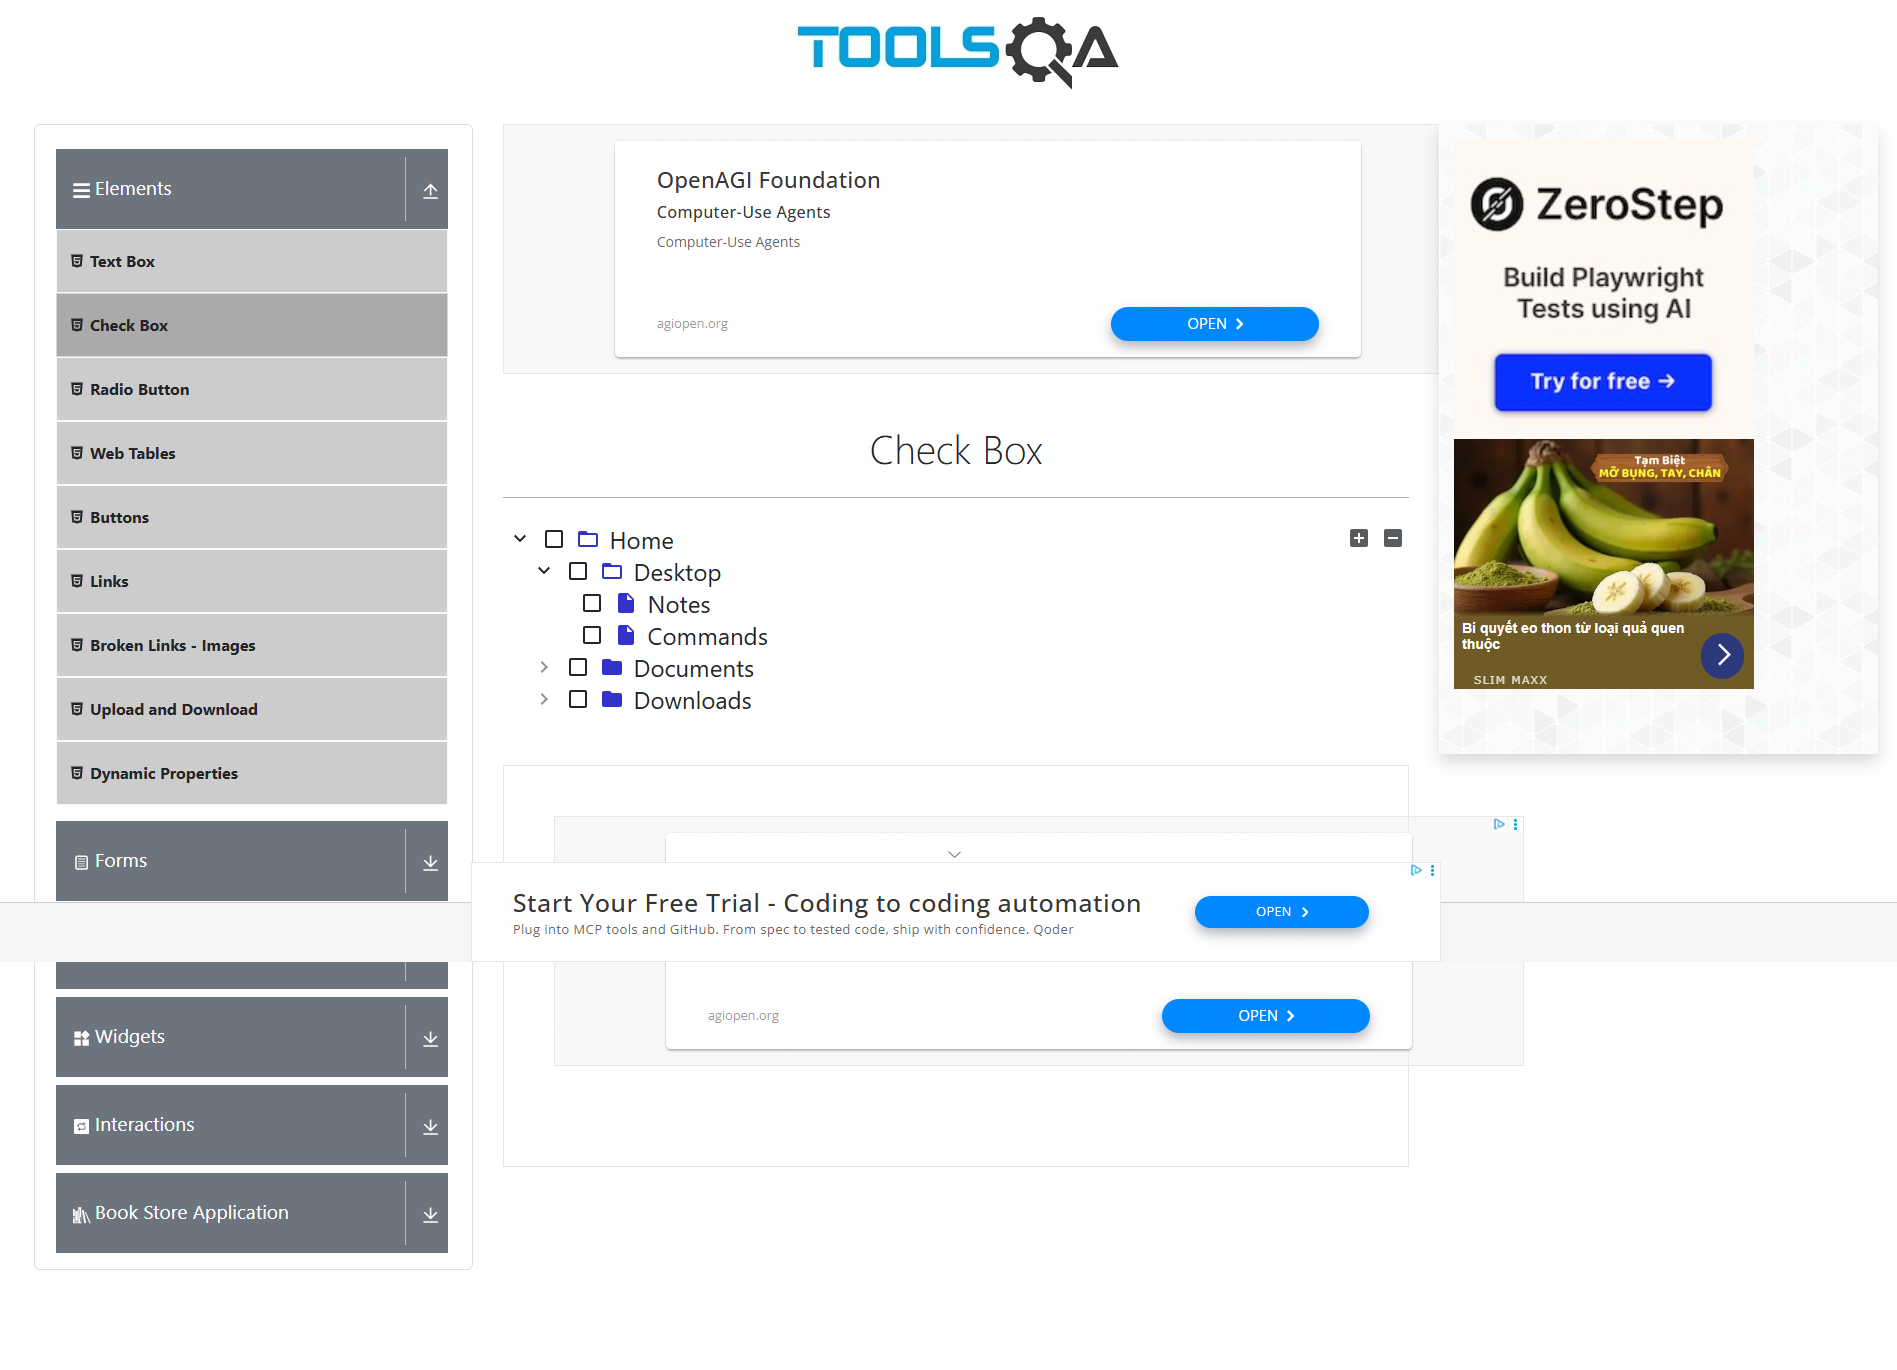 TOOLSQA
Elements
Text Box
Check Box
Radio Button
Web Tables
Buttons
Links
Broken Links - Images
Upload and Download
Dynamic Properties
Forms
Widgets
Interactions
Book Store Application
OpenAGI Foundation
Computer-Use Agents
Computer-Use Agents
agiopen.org
OPEN
Check Box
Home
Desktop
Notes
Commands
Documents
Downloads
ZeroStep
Build Playwright
Tests using AI
Try for free →
Tạm Biệt
MỠ BỤNG, TAY, CHÂN
Bí quyết eo thon từ loại quả quen
thuộc
SLIM MAXX
Start Your Free Trial - Coding to coding automation
Plug into MCP tools and GitHub. From spec to tested code, ship with confidence. Qoder
OPEN
agiopen.org
OPEN